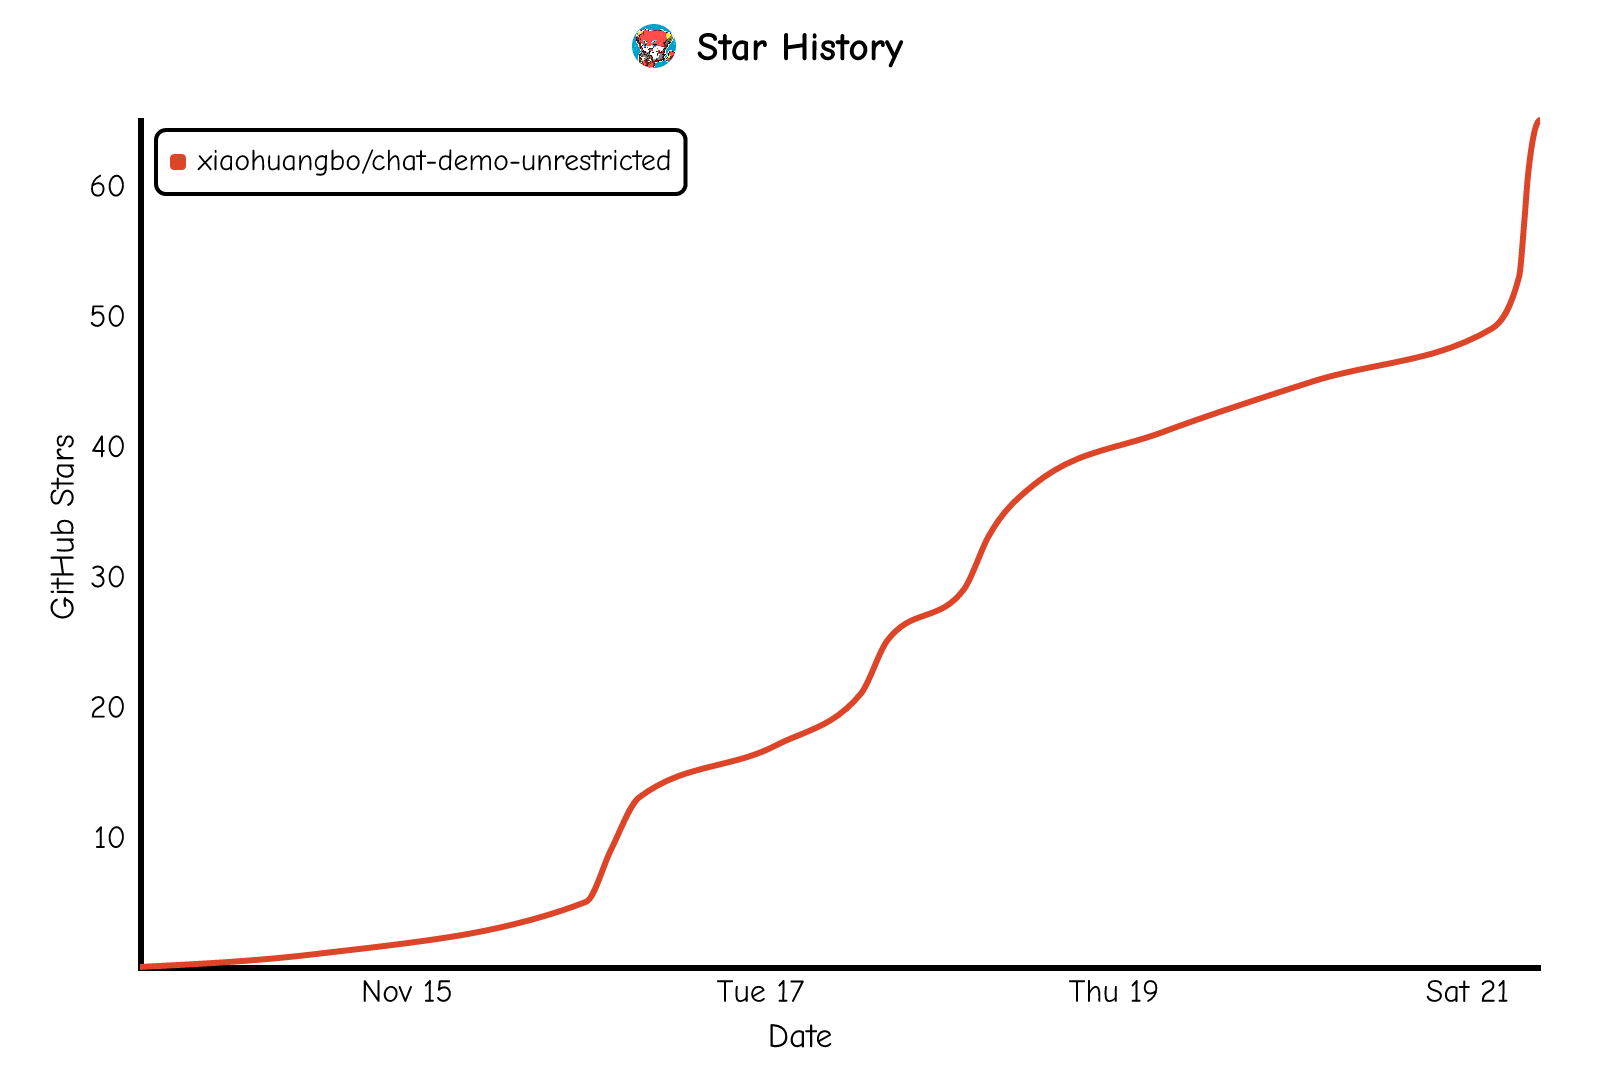 Star History
xiaohuangbo/chat-demo-unrestricted
60
50
40
30
20
10
GitHub Stars
Nov 15
Tue 17
Thu 19
Sat 21
Date